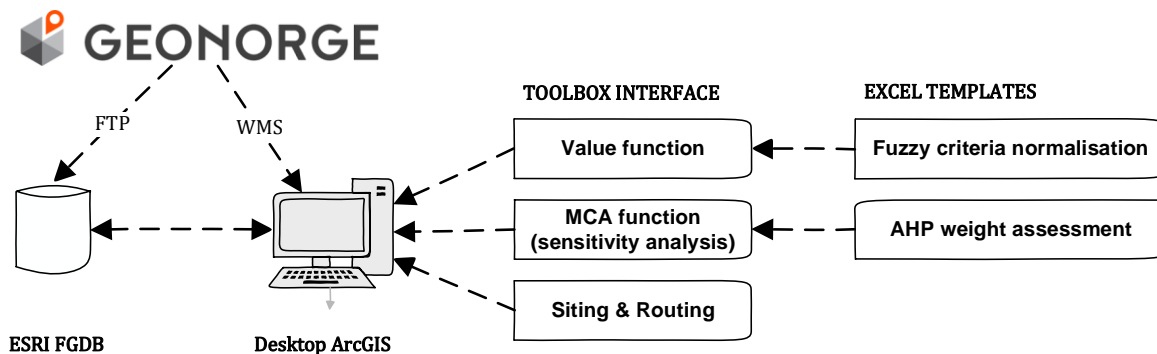 GEONORGE
FTP
WMS
TOOLBOX INTERFACE
EXCEL TEMPLATES
Value function
Fuzzy criteria normalisation
MCA function
(sensitivity analysis)
AHP weight assessment
Siting & Routing
ESRI FGDB
Desktop ArcGIS